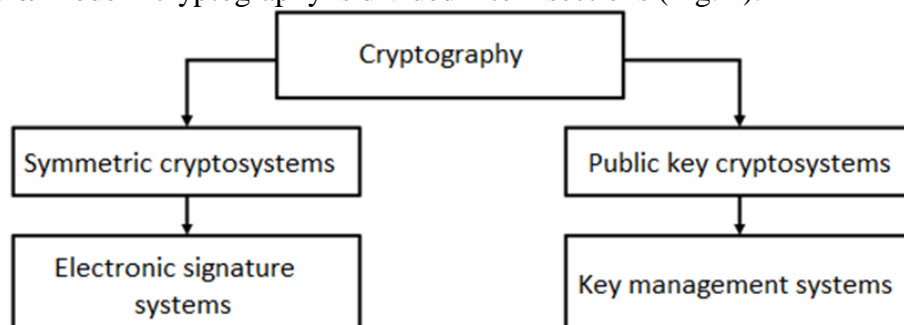 Cryptography
Symmetric cryptosystems
Public key cryptosystems
Electronic signature
systems
Key management systems